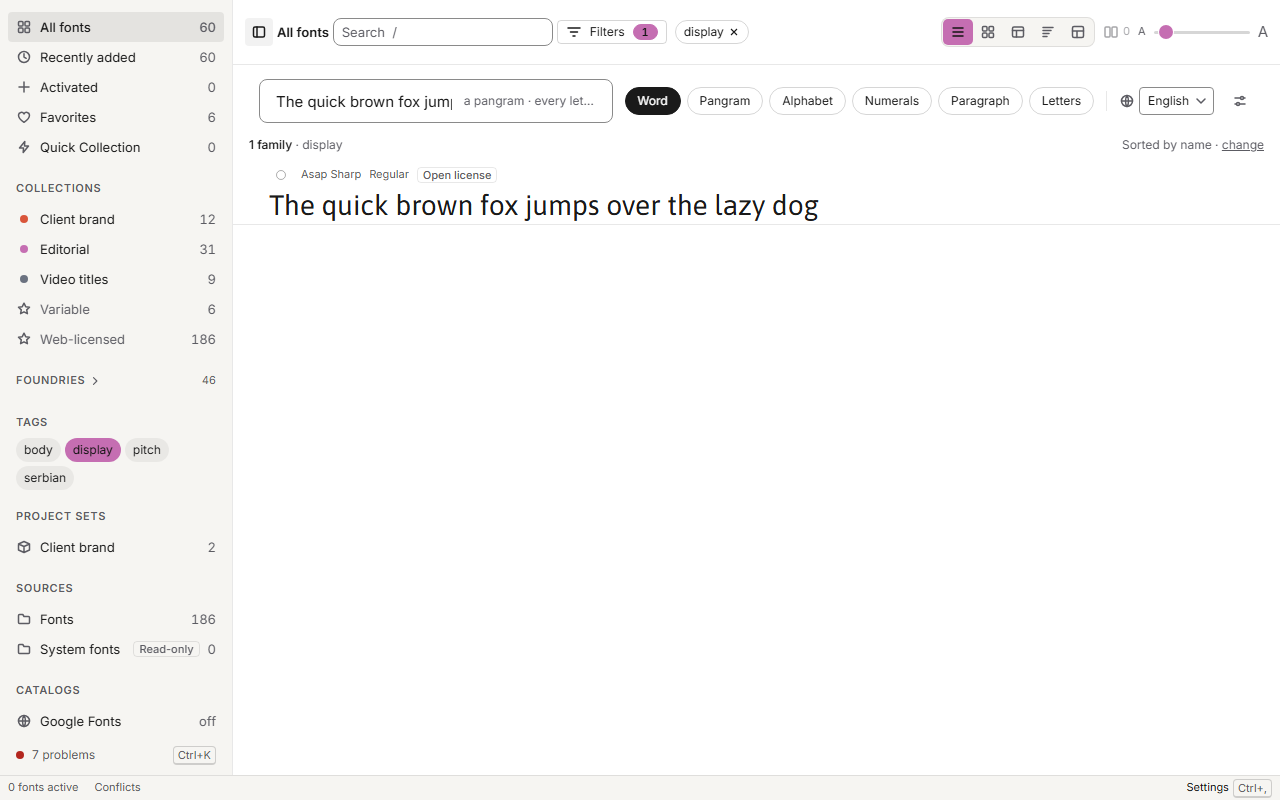 All fonts 60
Recently added 60
Activated 0
Favorites 6
Quick Collection 0
COLLECTIONS
Client brand 12
Editorial 31
Video titles 9
Variable 6
Web-licensed 186
FOUNDRIES 46
TAGS
body display pitch
serbian
PROJECT SETS
Client brand 2
SOURCES
Fonts 186
System fonts Read-only 0
CATALOGS
Google Fonts off
7 problems Ctrl+K
All fonts Search / Filters 1 display × 0 A A
The quick brown fox jump a pangram · every let... Word Pangram Alphabet Numerals Paragraph Letters English
1 family · display Sorted by name · change
Asap Sharp Regular Open license
The quick brown fox jumps over the lazy dog
0 fonts active Conflicts Settings Ctrl+,